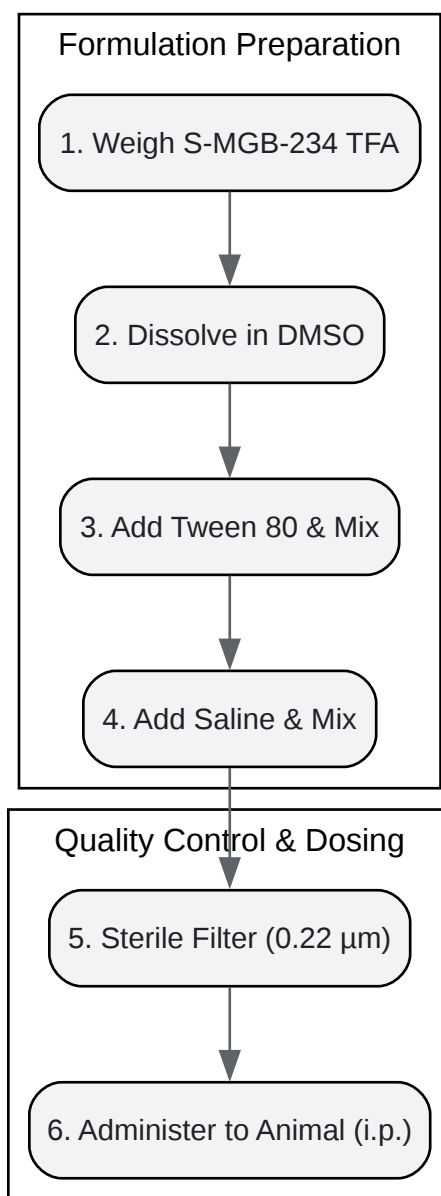 Formulation Preparation
1. Weigh S-MGB-234 TFA
2. Dissolve in DMSO
3. Add Tween 80 & Mix
4. Add Saline & Mix
Quality Control & Dosing
5. Sterile Filter (0.22 µm)
6. Administer to Animal (i.p.)